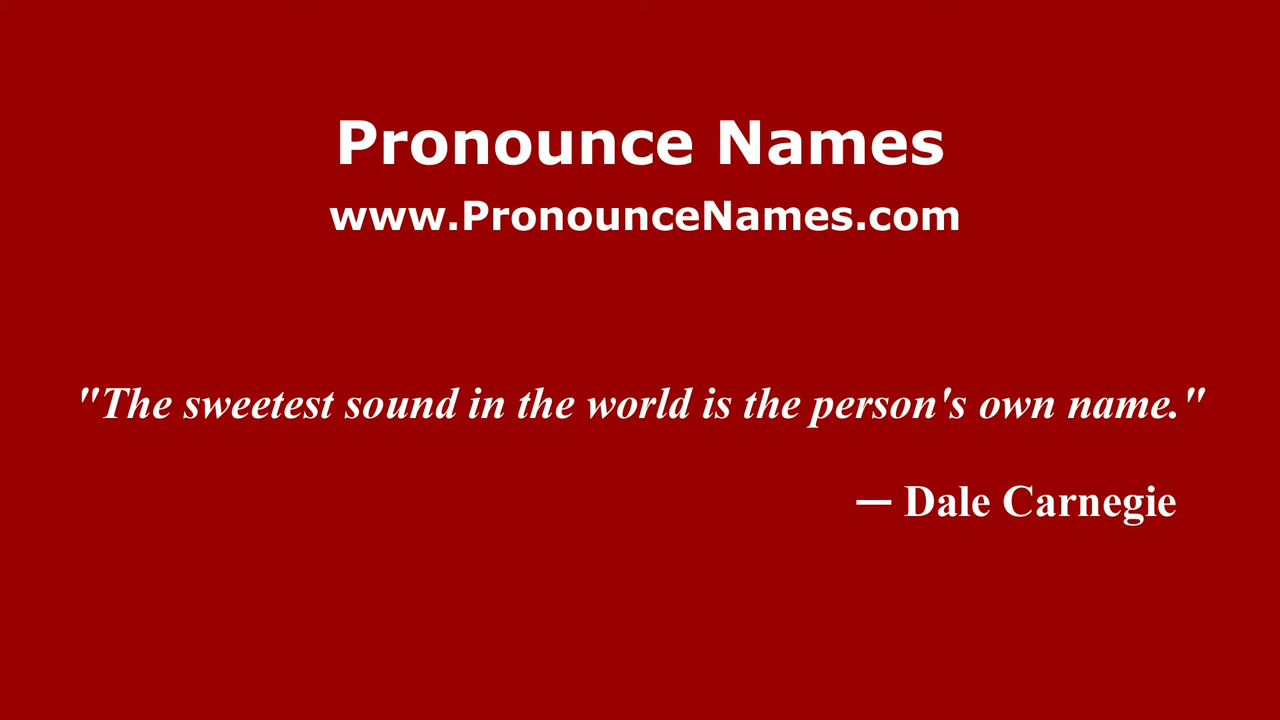 Pronounce Names
www.PronounceNames.com
"The sweetest sound in the world is the person's own name."
— Dale Carnegie